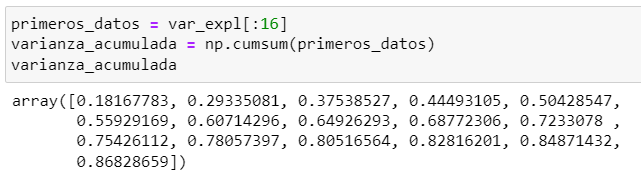 primeros_datos = var_expl[:16]
varianza_acumulada = np.cumsum(primeros_datos)
varianza_acumulada
array([0.18167783, 0.29335081, 0.37538527, 0.44493105, 0.50428547,
0.55929169, 0.60714296, 0.64926293, 0.68772306, 0.7233078 ,
0.75426112, 0.78057397, 0.80516564, 0.82816201, 0.84871432,
0.86828659])